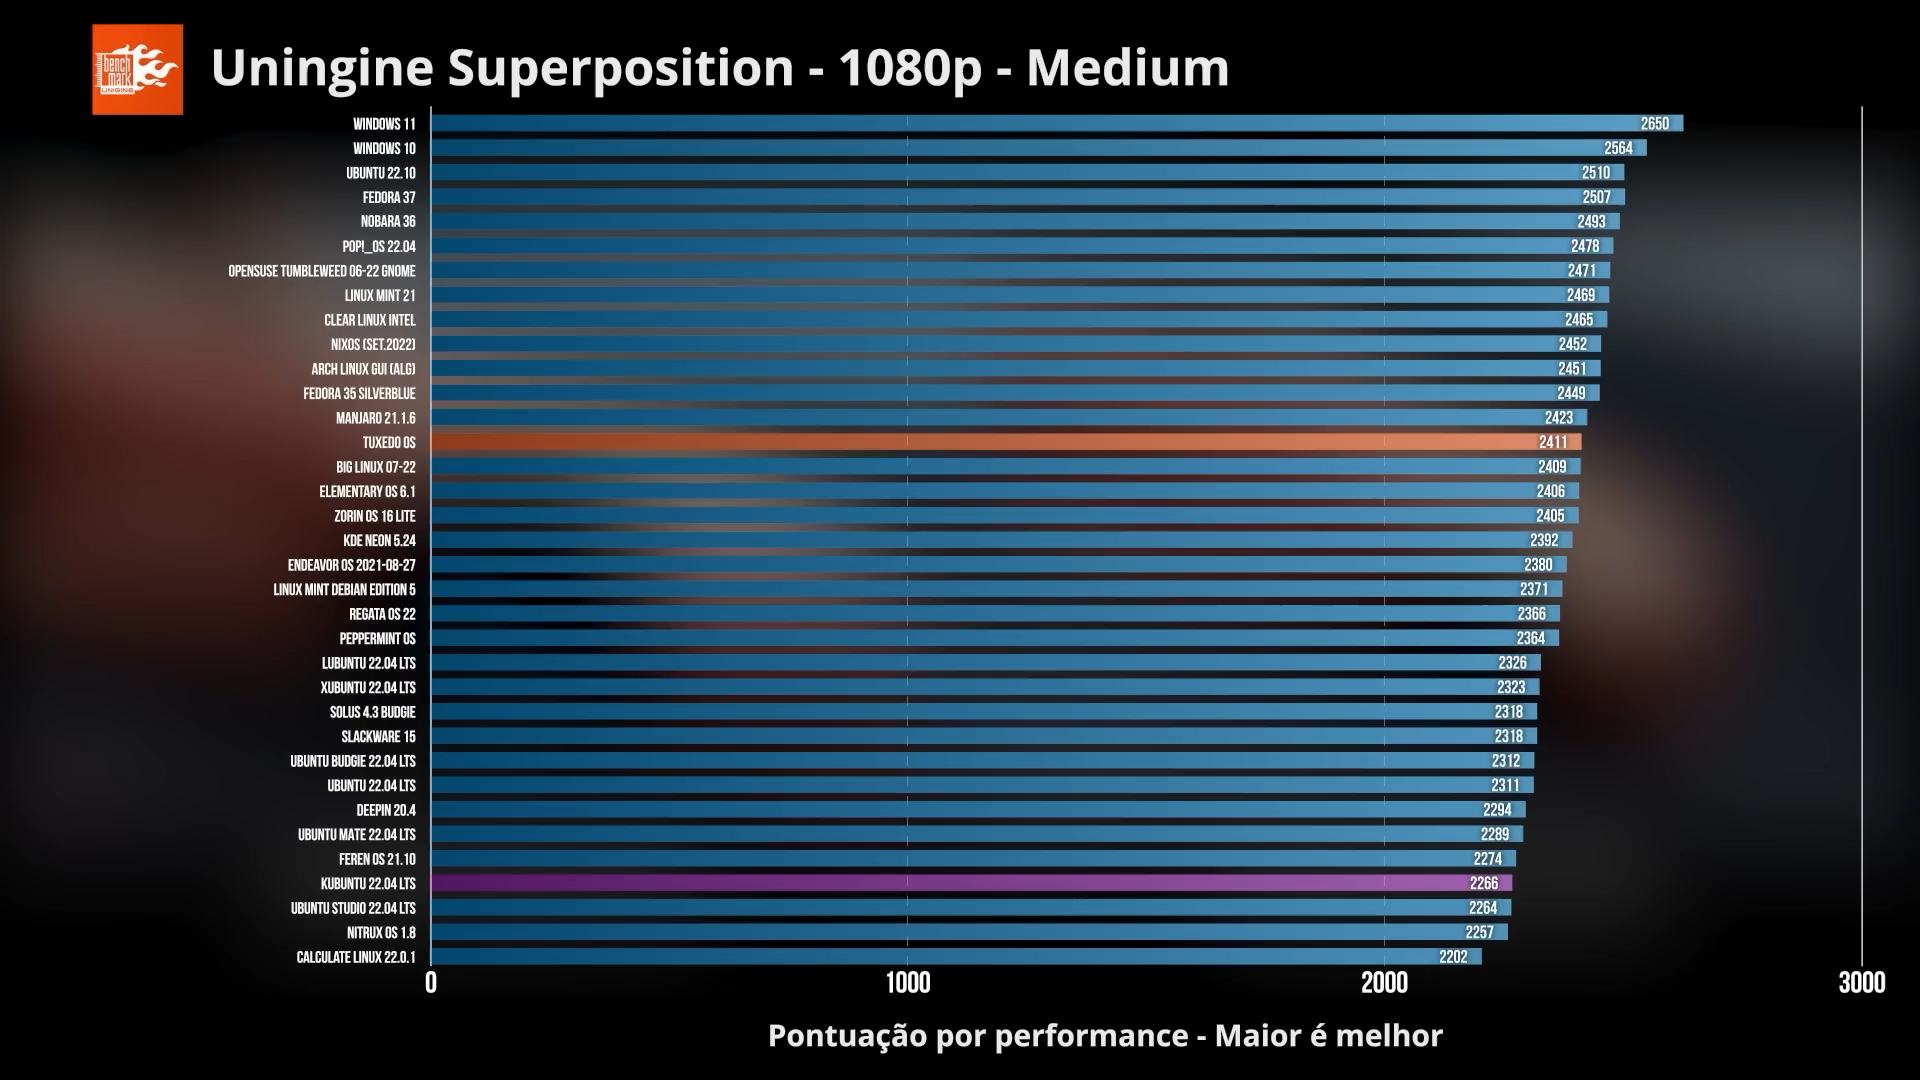 bench
mark
UNIGINE
Uningine Superposition - 1080p - Medium
WINDOWS 11 2650
WINDOWS 10 2564
UBUNTU 22.10 2510
FEDORA 37 2507
NOBARA 36 2493
POP!_OS 22.04 2478
OPENSUSE TUMBLEWEED 06-22 GNOME 2471
LINUX MINT 21 2469
CLEAR LINUX INTEL 2465
NIXOS (SET.2022) 2452
ARCH LINUX GUI (ALG) 2451
FEDORA 35 SILVERBLUE 2449
MANJARO 21.1.6 2423
TUXEDO OS 2411
BIG LINUX 07-22 2409
ELEMENTARY OS 6.1 2406
ZORIN OS 16 LITE 2405
KDE NEON 5.24 2392
ENDEAVOR OS 2021-08-27 2380
LINUX MINT DEBIAN EDITION 5 2371
REGATA OS 22 2366
PEPPERMINT OS 2364
LUBUNTU 22.04 LTS 2326
XUBUNTU 22.04 LTS 2323
SOLUS 4.3 BUDGIE 2318
SLACKWARE 15 2318
UBUNTU BUDGIE 22.04 LTS 2312
UBUNTU 22.04 LTS 2311
DEEPIN 20.4 2294
UBUNTU MATE 22.04 LTS 2289
FEREN OS 21.10 2274
KUBUNTU 22.04 LTS 2266
UBUNTU STUDIO 22.04 LTS 2264
NITRUX OS 1.8 2257
CALCULATE LINUX 22.0.1 2202
0 1000 2000 3000
Pontuação por performance - Maior é melhor